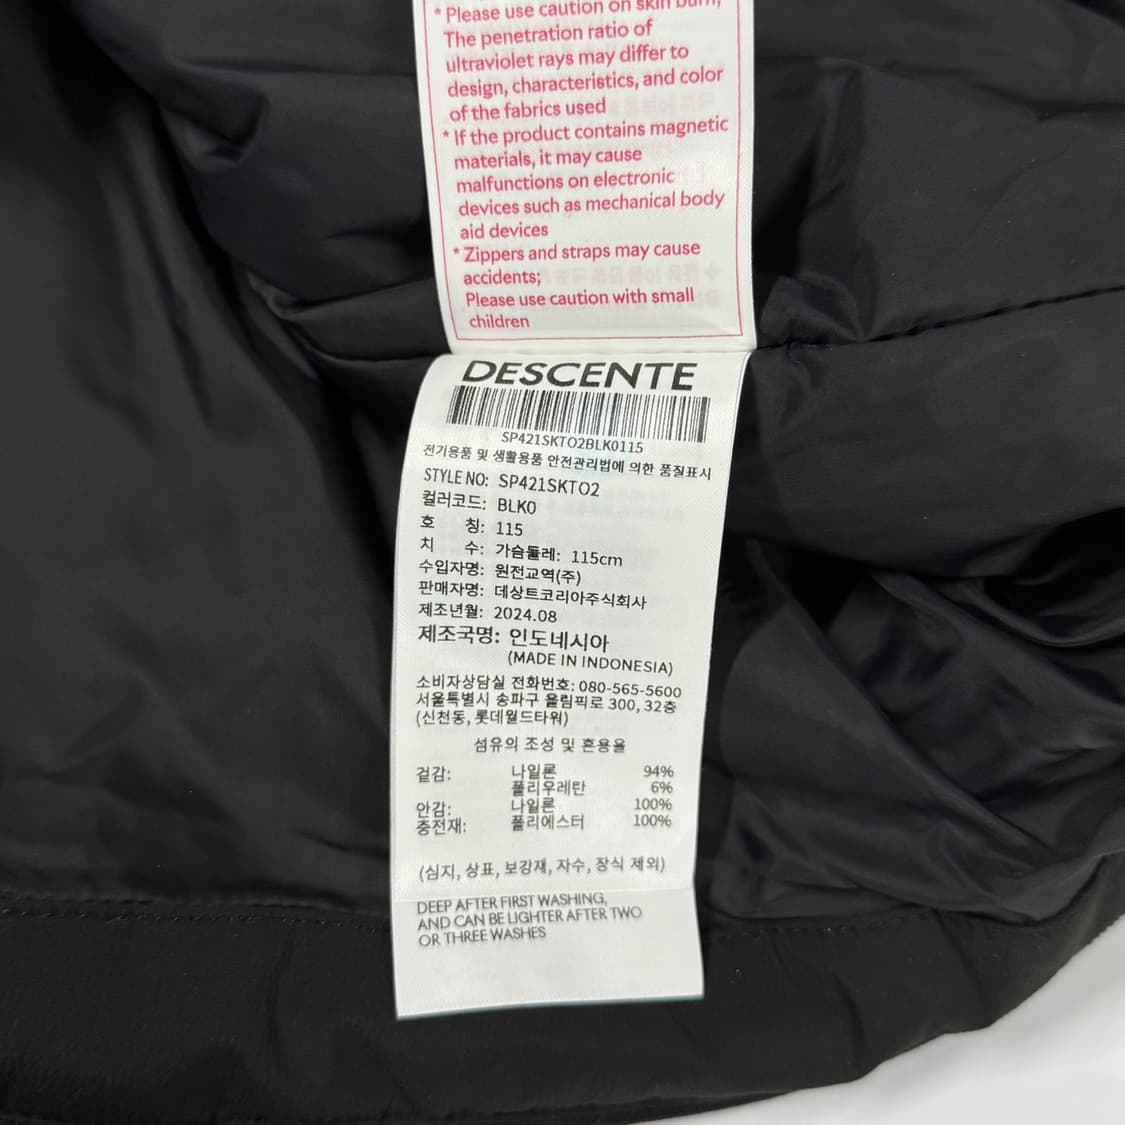 * Please use caution on skin burn,
The penetration ratio of
ultraviolet rays may differ to
design, characteristics, and color
of the fabrics used
* If the product contains magnetic
materials, it may cause
malfunctions on electronic
devices such as mechanical body
aid devices
* Zippers and straps may cause
accidents;
Please use caution with small
children
DESCENTE
SP421SKTO2BLK0115
전기용품 및 생활용품 안전관리법에 의한 품질표시
STYLE NO: SP421SKTO2
컬러코드: BLK0
호 칭: 115
치 수: 가슴둘레: 115cm
수입자명: 원전교역(주)
판매자명: 데상트코리아주식회사
제조년월: 2024.08
제조국명: 인도네시아
(MADE IN INDONESIA)
소비자상담실 전화번호: 080-565-5600
서울특별시 송파구 올림픽로 300, 32층
(신천동, 롯데월드타워)
섬유의 조성 및 혼용율
겉감: 나일론 94%
폴리우레탄 6%
안감: 나일론 100%
충전재: 폴리에스터 100%
(심지, 상표, 보강재, 자수, 장식 제외)
DEEP AFTER FIRST WASHING,
AND CAN BE LIGHTER AFTER TWO
OR THREE WASHES